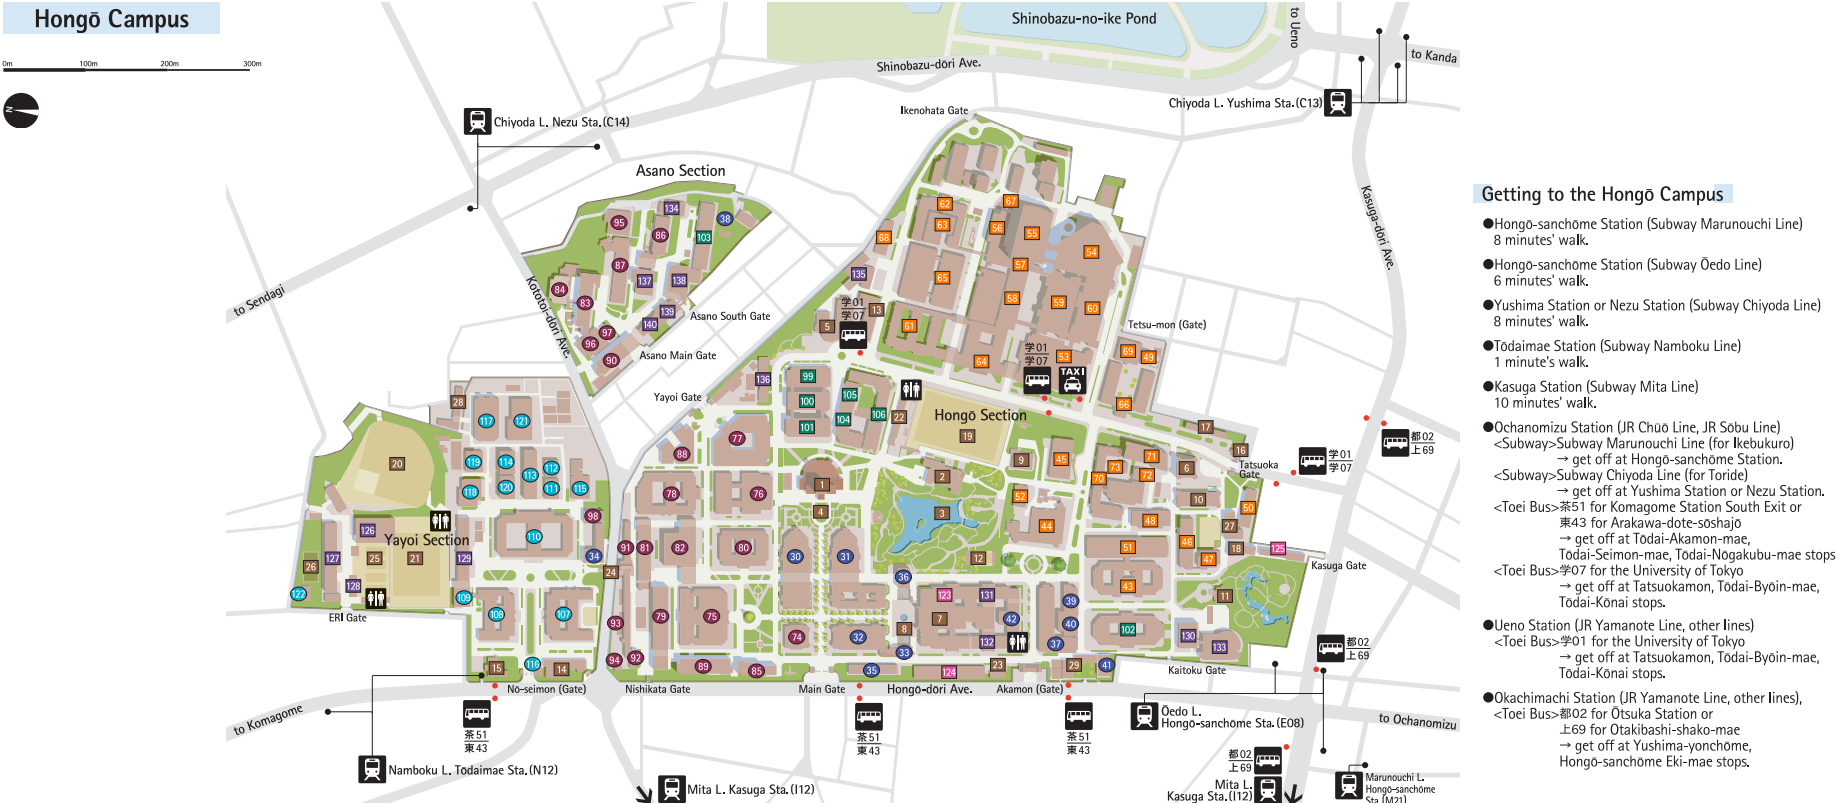 Hongō Campus
0m 100m 200m 300m
N
Shinobazu-no-ike Pond
to Ueno
to Kanda
Shinobazu-dōri Ave.
Ikenohata Gate
Chiyoda L. Yushima Sta.(C13)
Chiyoda L. Nezu Sta.(C14)
Asano Section
Kasuga-dōri Ave.
134
38
95
86
103
87
137
138
84
83
139
140
97
96
90
to Sendagi
Kototoi-dōri Ave.
Asano South Gate
Asano Main Gate
62
67
63
56
55
68
54
57
65
135
58
59
60
学01
学07
13
5
61
Tetsu-mon (Gate)
学01
学07
64
53
TAXI
69
49
136
99
105
Yayoi Gate
100
66
104
106
22
Hongō Section
101
19
17
28
117
121
77
88
20
119
114
112
113
118
120
111
115
1
2
9
45
71
73
72
70
6
16
Tatsuoka
Gate
学01
学07
都02
上69
78
76
4
3
52
10
50
98
44
48
27
126
Yayoi Section
110
127
25
21
129
34
91
81
82
80
30
31
12
51
46
47
18
125
Kasuga Gate
26
24
36
43
128
122
109
123
131
39
11
ERI Gate
108
107
93
79
75
7
42
40
74
32
8
132
37
102
130
133
33
94
92
15
116
14
89
85
35
124
23
29
41
Kaitoku Gate
都02
上69
Nō-seimon (Gate)
Nishikata Gate
Main Gate
Hongō-dōri Ave.
Akamon (Gate)
to Komagome
茶51
東43
茶51
東43
茶51
東43
Ōedo L.
Hongō-sanchōme Sta.(E08)
to Ochanomizu
Namboku L. Tōdaimae Sta.(N12)
Mita L. Kasuga Sta.(I12)
都02
上69
Mita L.
Kasuga Sta.(I12)
Marunouchi L.
Hongō-sanchōme
Sta.(M21)
Getting to the Hongō Campus
●Hongō-sanchōme Station (Subway Marunouchi Line)
8 minutes' walk.
●Hongō-sanchōme Station (Subway Ōedo Line)
6 minutes' walk.
●Yushima Station or Nezu Station (Subway Chiyoda Line)
8 minutes' walk.
●Tōdaimae Station (Subway Namboku Line)
1 minute's walk.
●Kasuga Station (Subway Mita Line)
10 minutes' walk.
●Ochanomizu Station (JR Chūō Line, JR Sōbu Line)
<Subway>Subway Marunouchi Line (for Ikebukuro)
→ get off at Hongō-sanchōme Station.
<Subway>Subway Chiyoda Line (for Toride)
→ get off at Yushima Station or Nezu Station.
<Toei Bus>茶51 for Komagome Station South Exit or
東43 for Arakawa-dote-sōshajō
→ get off at Tōdai-Akamon-mae,
Tōdai-Seimon-mae, Tōdai-Nōgakubu-mae stops
<Toei Bus>学07 for the University of Tokyo
→ get off at Tatsuokamon, Tōdai-Byōin-mae,
Tōdai-Kōnai stops.
●Ueno Station (JR Yamanote Line, other lines)
<Toei Bus>学01 for the University of Tokyo
→ get off at Tatsuokamon, Tōdai-Byōin-mae,
Tōdai-Kōnai stops.
●Okachimachi Station (JR Yamanote Line, other lines),
<Toei Bus>都02 for Ōtsuka Station or
上69 for Otakibashi-shako-mae
→ get off at Yushima-yonchōme,
Hongō-sanchōme Eki-mae stops.